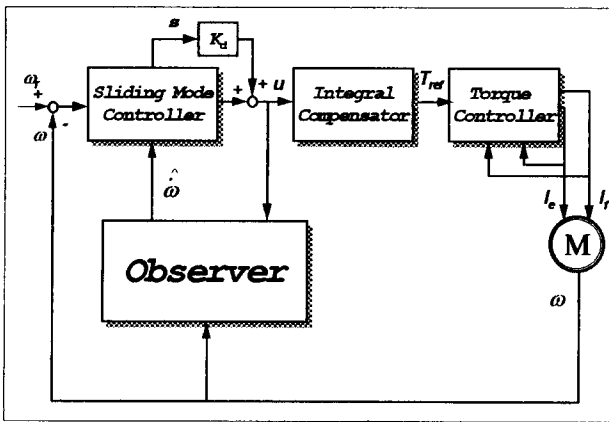 s
K_d
ω_r
+
ω
-
Sliding Mode
Controller
+
+
u
Integral
Compensator
T_ref
Torque
Controller
I_e
I_f
M
ω
ω̂
Observer